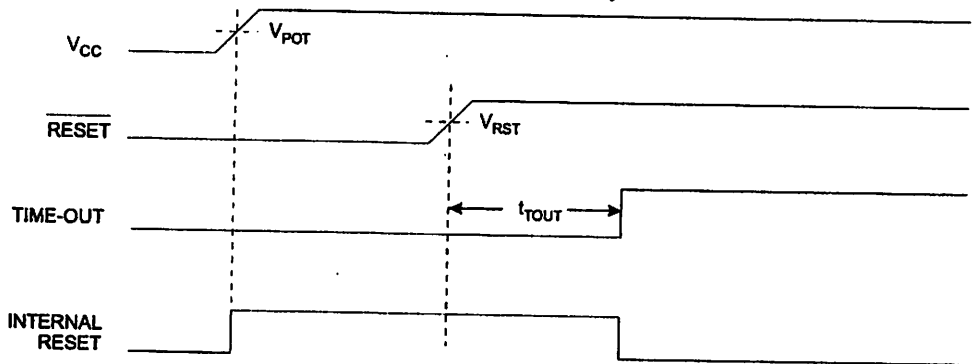 VCC
VPOT
RESET
VRST
TIME-OUT
tTOUT
INTERNAL
RESET